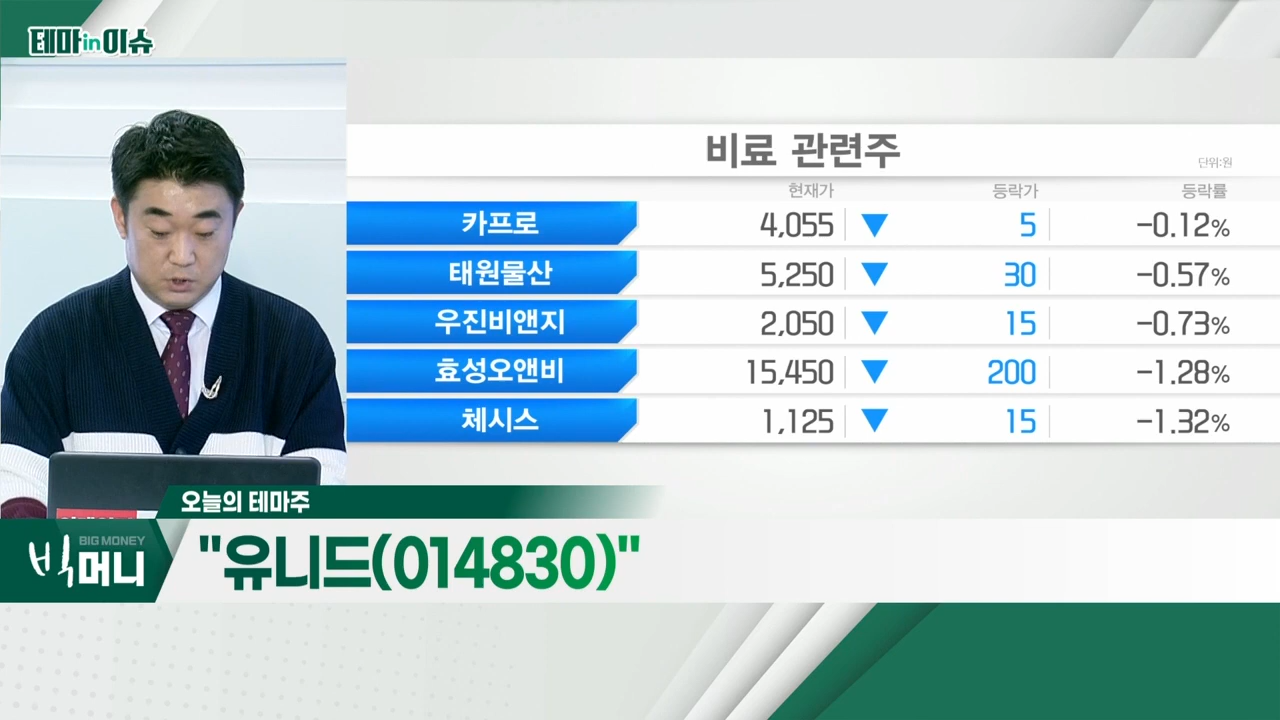 테마in이슈
비료 관련주
단위:원
현재가 등락가 등락률
카프로 4,055 ▼ 5 -0.12%
태원물산 5,250 ▼ 30 -0.57%
우진비앤지 2,050 ▼ 15 -0.73%
효성오앤비 15,450 ▼ 200 -1.28%
체시스 1,125 ▼ 15 -1.32%
오늘의 테마주
BIG MONEY
빅머니
"유니드(014830)"